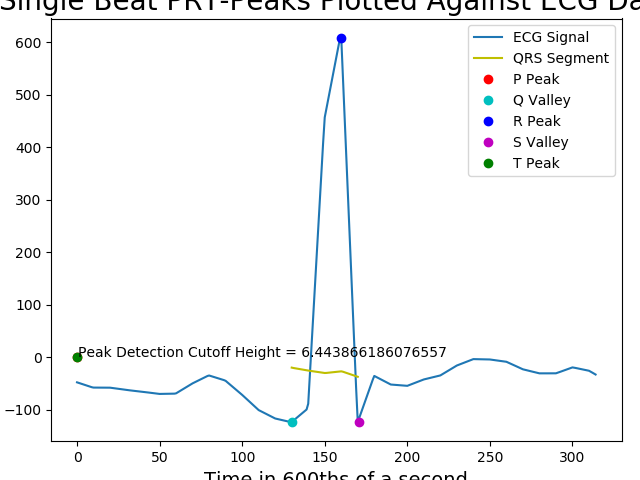 Single Beat PRT-Peaks Plotted Against ECG Da
600
500
400
300
200
100
0
−100
ECG Signal
QRS Segment
P Peak
Q Valley
R Peak
S Valley
T Peak
Peak Detection Cutoff Height = 6.443866186076557
0 50 100 150 200 250 300
Time in 600ths of a second